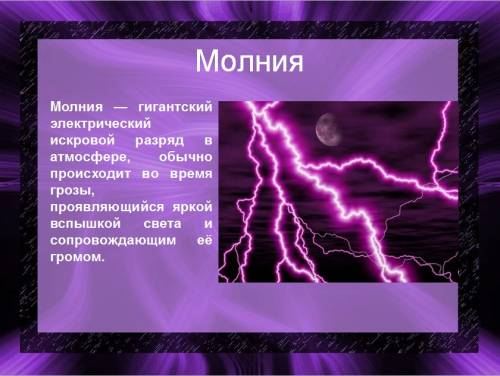 Молния
Молния — гигантский
электрический
искровой разряд в
атмосфере, обычно
происходит во время
грозы,
проявляющийся яркой
вспышкой света и
сопровождающим её
громом.